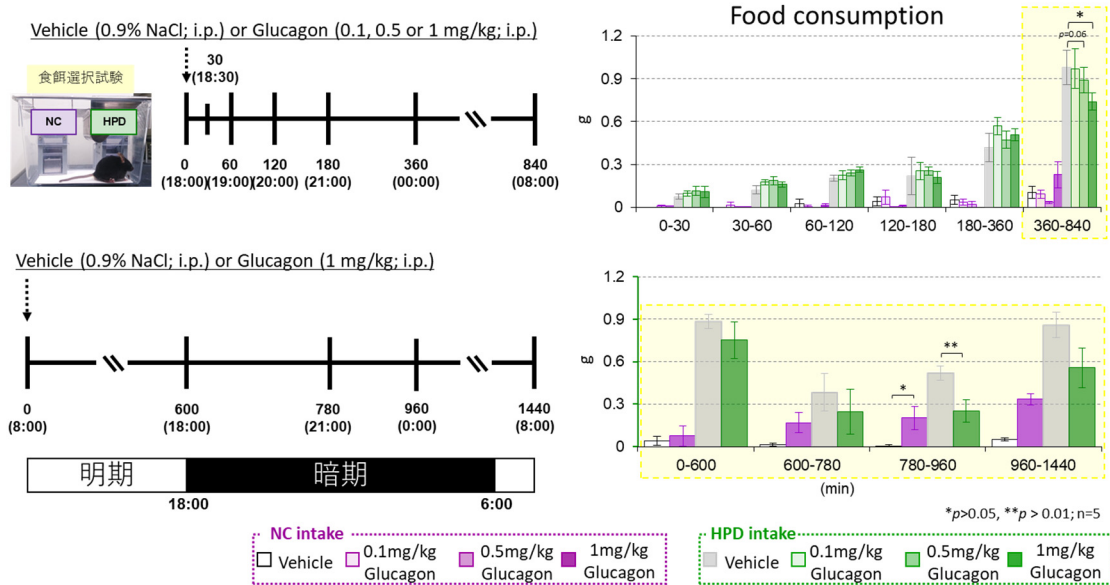 Food consumption
Vehicle (0.9% NaCl; i.p.) or Glucagon (0.1, 0.5 or 1 mg/kg; i.p.)
食餌選択試験
NC
HPD
30
(18:30)
0
60
120
180
360
840
(18:00)
(19:00)
(20:00)
(21:00)
(00:00)
(08:00)
1.2
0.9
0.6
0.3
0
g
*
p=0.06
0-30
30-60
60-120
120-180
180-360
360-840
Vehicle (0.9% NaCl; i.p.) or Glucagon (1 mg/kg; i.p.)
0
600
780
960
1440
(8:00)
(18:00)
(21:00)
(0:00)
(8:00)
明期
暗期
18:00
6:00
1.2
0.9
0.6
0.3
0
g
*
**
0-600
600-780
780-960
960-1440
(min)
*p>0.05, **p > 0.01; n=5
NC intake
Vehicle
0.1mg/kg
Glucagon
0.5mg/kg
Glucagon
1mg/kg
Glucagon
HPD intake
Vehicle
0.1mg/kg
Glucagon
0.5mg/kg
Glucagon
1mg/kg
Glucagon